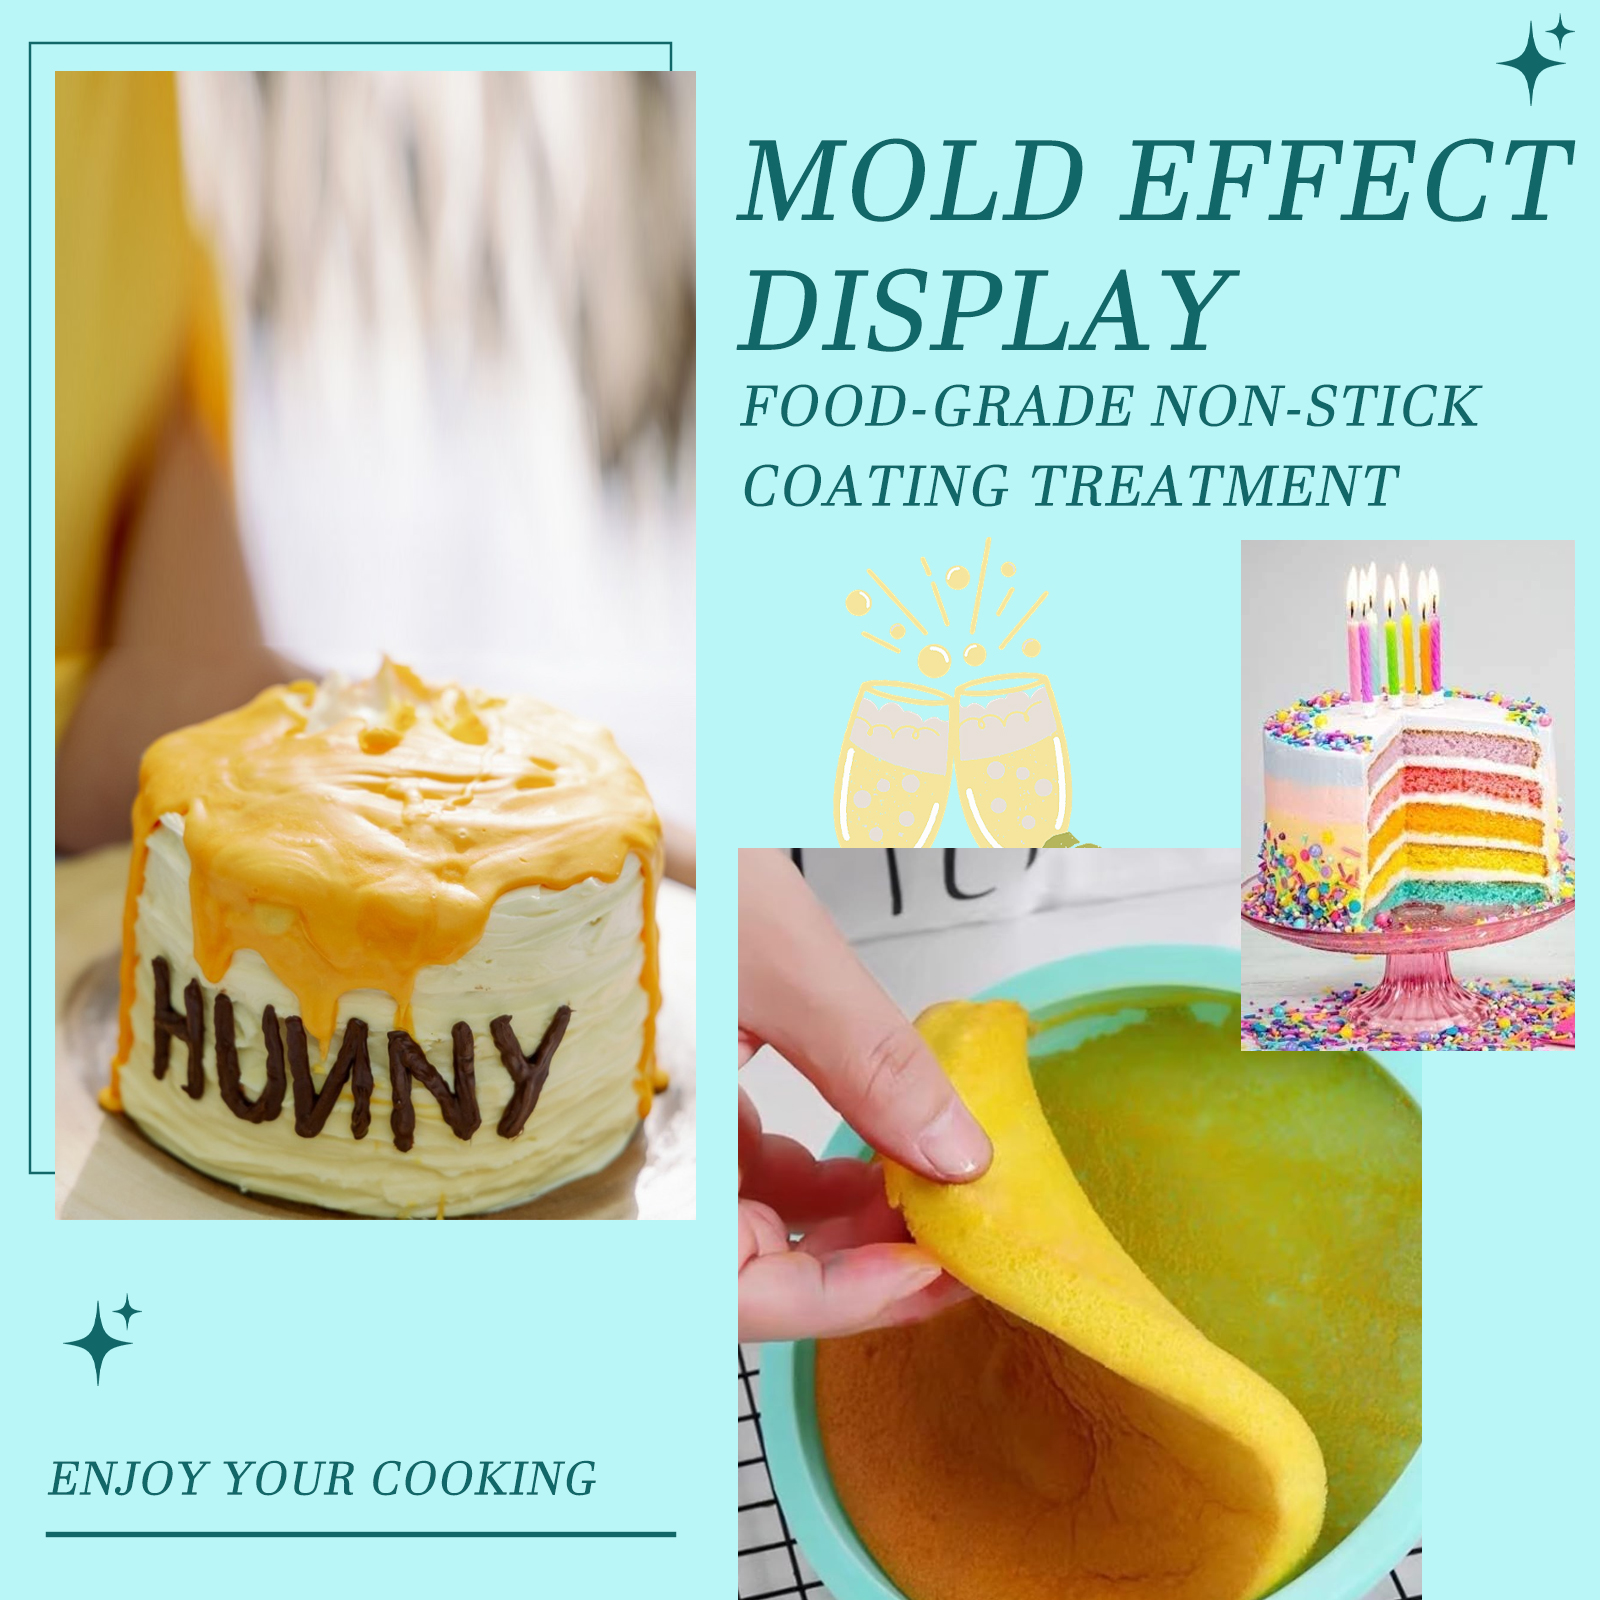 MOLD EFFECT
DISPLAY
FOOD-GRADE NON-STICK
COATING TREATMENT
HUNNY
ENJOY YOUR COOKING